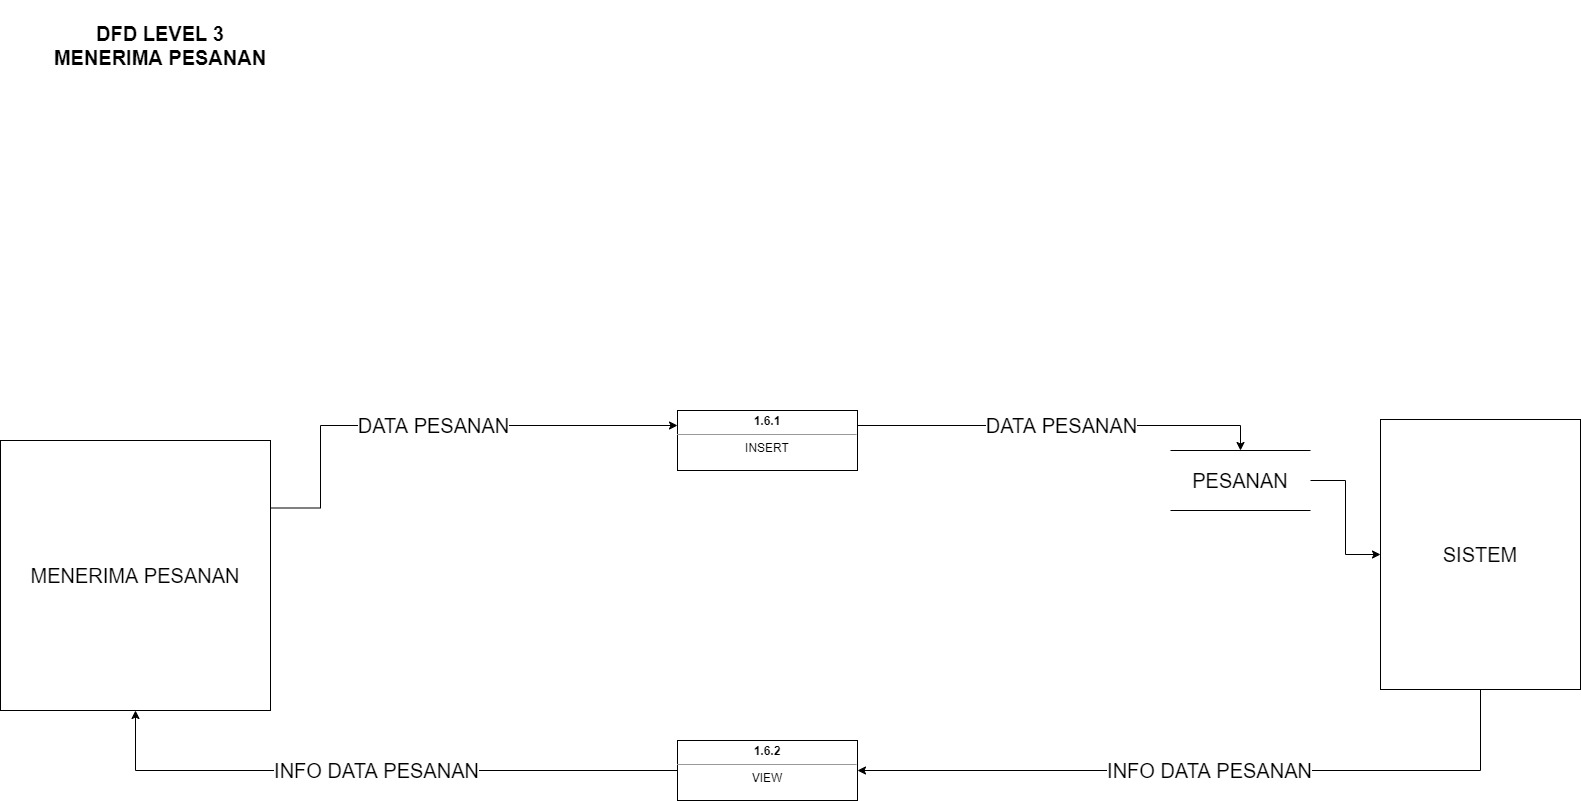 DFD LEVEL 3
MENERIMA PESANAN
1.6.1
DATA PESANAN
DATA PESANAN
INSERT
PESANAN
SISTEM
MENERIMA PESANAN
1.6.2
INFO DATA PESANAN
INFO DATA PESANAN
VIEW